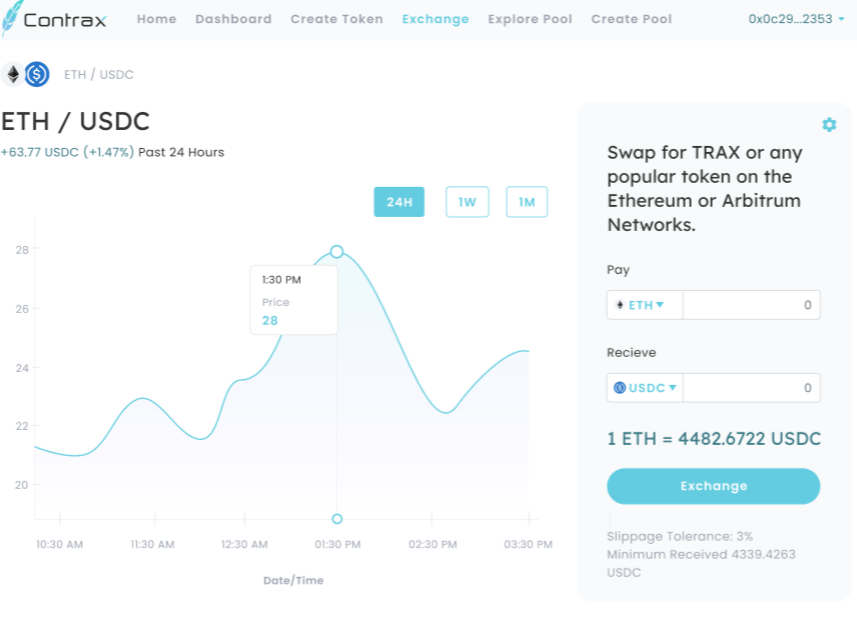 Contrax
Home Dashboard Create Token Exchange Explore Pool Create Pool 0x0c29...2353
ETH / USDC
ETH / USDC
+63.77 USDC (+1.47%) Past 24 Hours
24H 1W 1M
28
26
24
22
20
1:30 PM
Price
28
10:30 AM 11:30 AM 12:30 AM 01:30 PM 02:30 PM 03:30 PM
Date/Time
Swap for TRAX or any
popular token on the
Ethereum or Arbitrum
Networks.
Pay
ETH 0
Recieve
USDC 0
1 ETH = 4482.6722 USDC
Exchange
Slippage Tolerance: 3%
Minimum Received 4339.4263
USDC